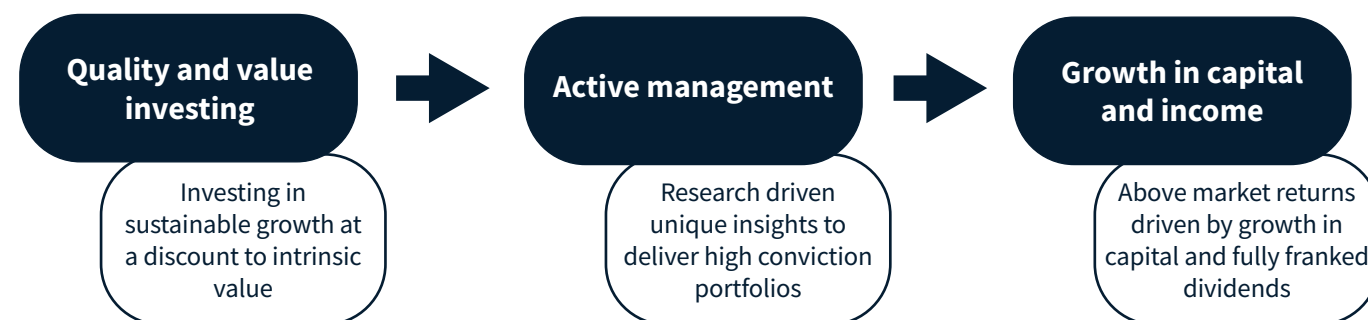 Quality and value
investing
Investing in
sustainable growth at
a discount to intrinsic
value
Active management
Research driven
unique insights to
deliver high conviction
portfolios
Growth in capital
and income
Above market returns
driven by growth in
capital and fully franked
dividends